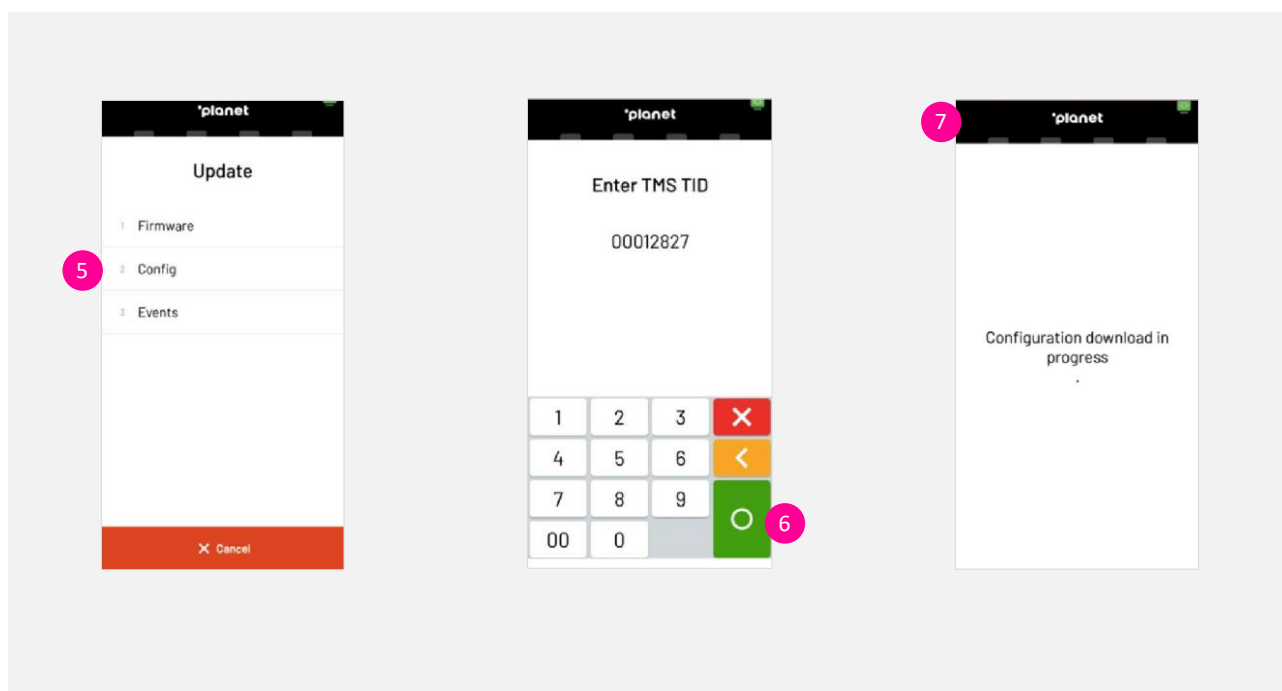 planet
Update
1 Firmware
5
2 Config
3 Events
X Cancel
planet
Enter TMS TID
00012827
1 2 3
4 5 6
7 8 9
00 0
6
7
planet
Configuration download in
progress
.